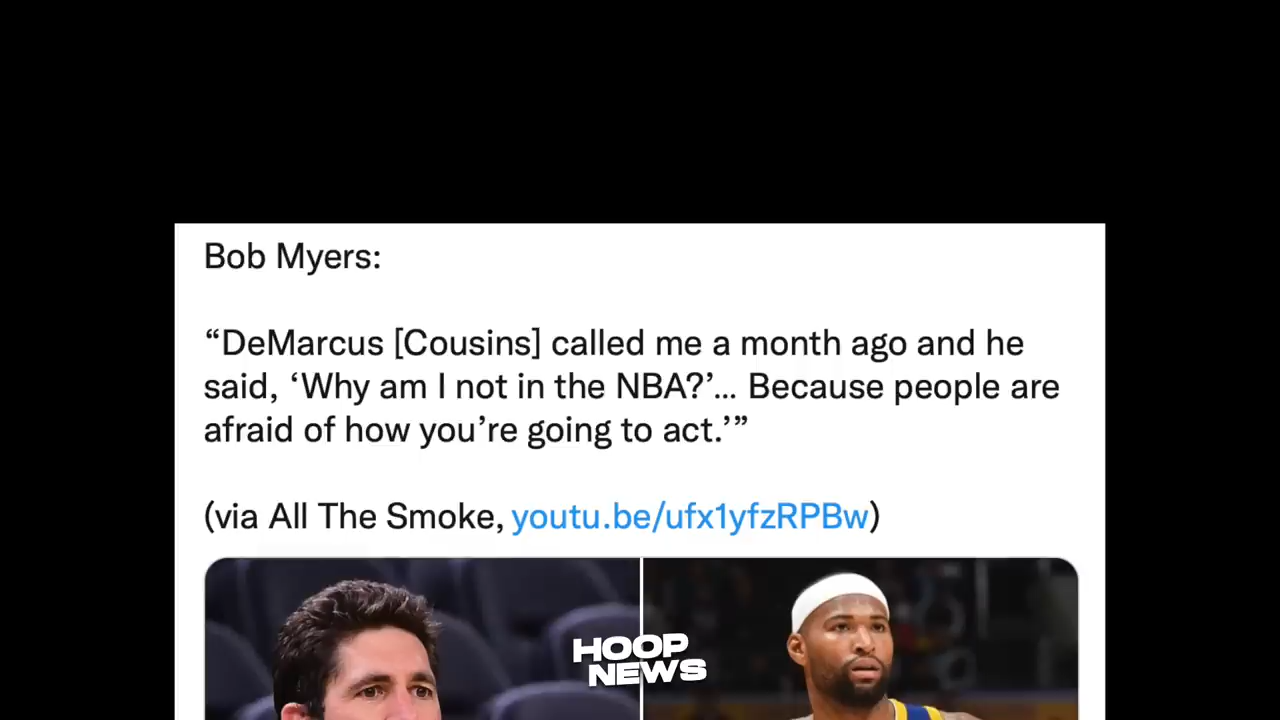 Bob Myers:
“DeMarcus [Cousins] called me a month ago and he
said, ‘Why am I not in the NBA?’... Because people are
afraid of how you’re going to act.’”
(via All The Smoke, youtu.be/ufx1yfzRPBw)
HOOP
NEWS